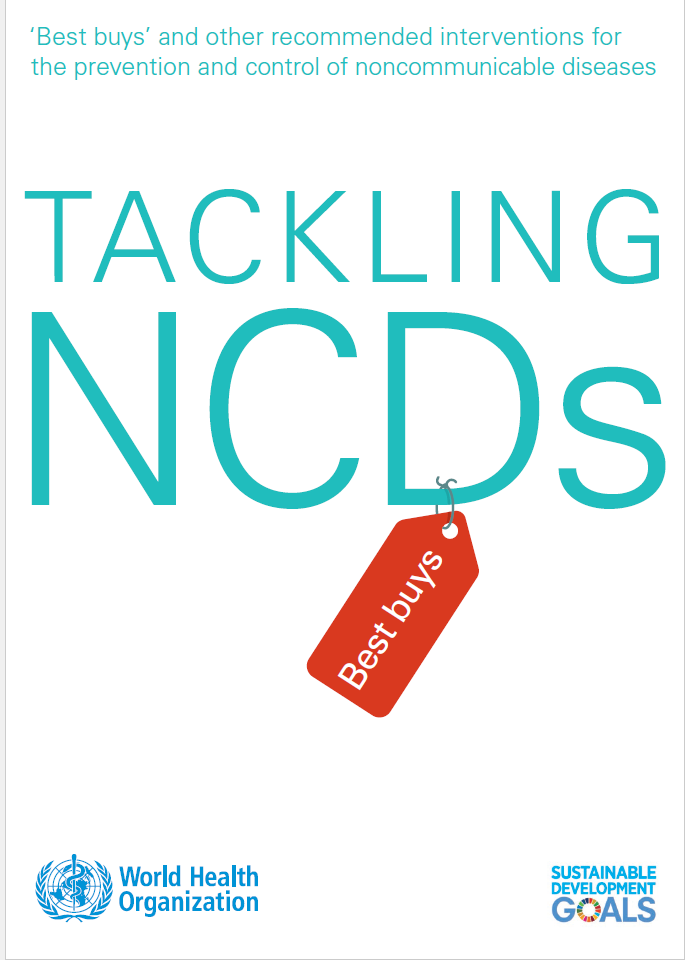 ‘Best buys’ and other recommended interventions for
the prevention and control of noncommunicable diseases
TACKLING
NCDs
Best buys
World Health
Organization
SUSTAINABLE
DEVELOPMENT
GOALS